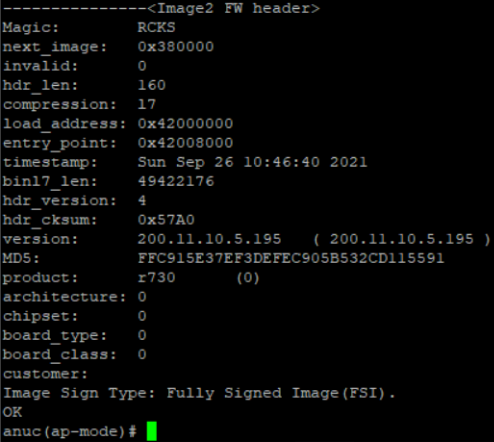 ---------------<Image2 FW header>
Magic:        RCKS
next_image:   0x380000
invalid:      0
hdr_len:      160
compression:  17
load_address: 0x42000000
entry_point:  0x42008000
timestamp:    Sun Sep 26 10:46:40 2021
binl7_len:    49422176
hdr_version:  4
hdr_cksum:    0x57A0
version:      200.11.10.5.195   ( 200.11.10.5.195 )
MD5:          FFC915E37EF3DEFEC905B532CD115591
product:      r730      (0)
architecture: 0
chipset:      0
board_type:   0
board_class:  0
customer:
Image Sign Type: Fully Signed Image(FSI).
OK
anuc(ap-mode)#